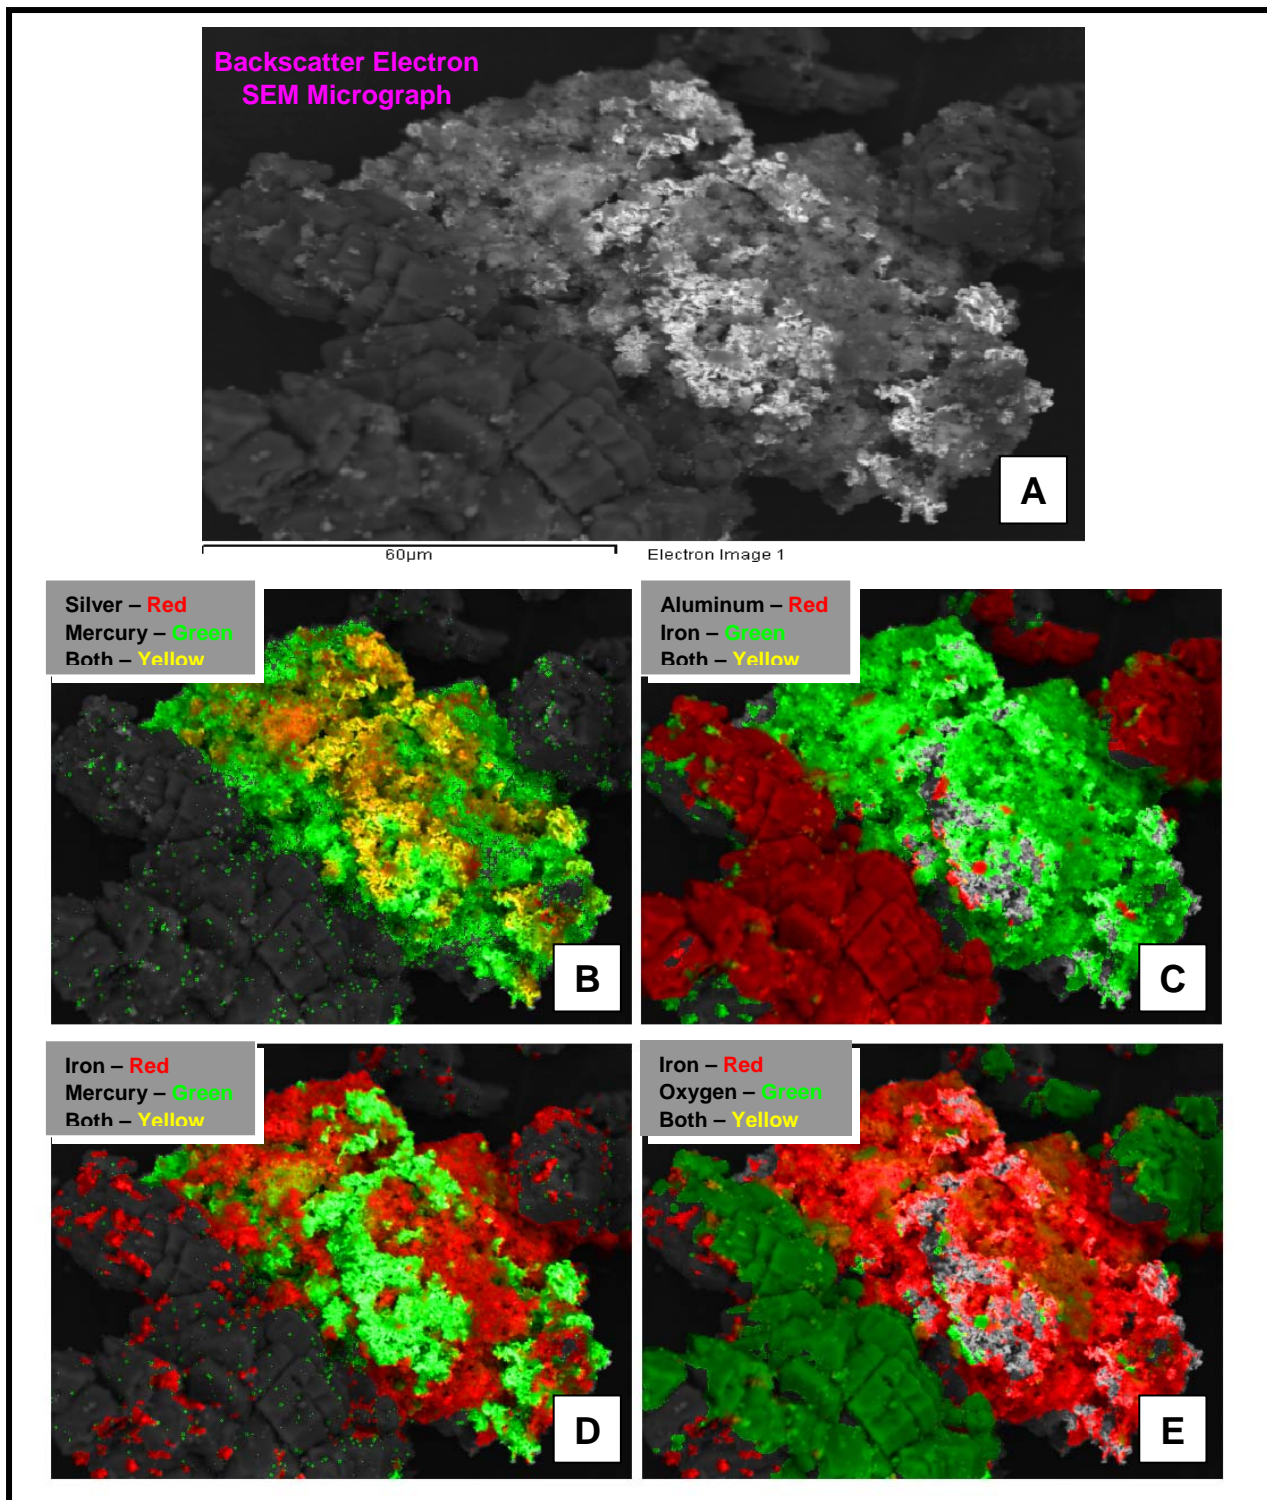 Backscatter Electron
SEM Micrograph
A
60µm
Electron Image 1
Silver – Red
Mercury – Green
Both – Yellow
B
Aluminum – Red
Iron – Green
Both – Yellow
C
Iron – Red
Mercury – Green
Both – Yellow
D
Iron – Red
Oxygen – Green
Both – Yellow
E